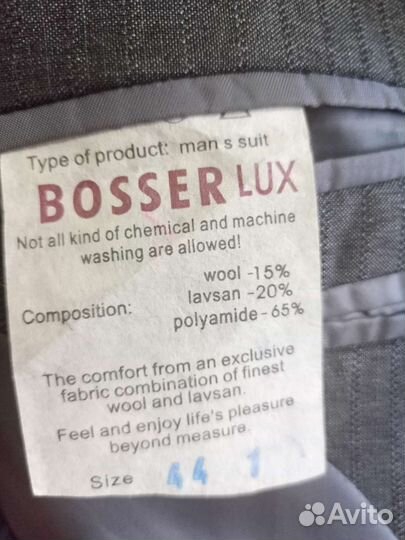 Type of product: man s suit
BOSSER LUX
Not all kind of chemical and machine
washing are allowed!
Composition:
wool -15%
lavsan -20%
polyamide -65%
The comfort from an exclusive
fabric combination of finest
wool and lavsan.
Feel and enjoy life's pleasure
beyond measure.
Size 44 1
Avito